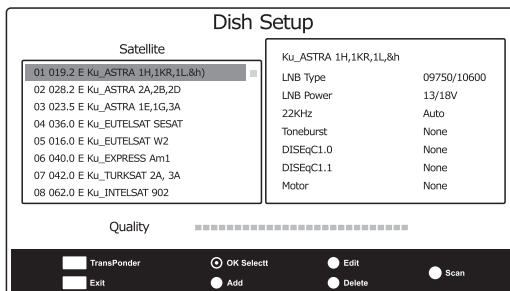 Dish Setup
Satellite
01 019.2 E Ku_ASTRA 1H,1KR,1L.&h)
02 028.2 E Ku_ASTRA 2A,2B,2D
03 023.5 E Ku_ASTRA 1E,1G,3A
04 036.0 E Ku_EUTELSAT SESAT
05 016.0 E Ku_EUTELSAT W2
06 040.0 E Ku_EXPRESS Am1
07 042.0 E Ku_TURKSAT 2A, 3A
08 062.0 E Ku_INTELSAT 902
Ku_ASTRA 1H,1KR,1L,&h
LNB Type 09750/10600
LNB Power 13/18V
22KHz Auto
Toneburst None
DISEqC1.0 None
DISEqC1.1 None
Motor None
Quality
TransPonder OK Selectt Edit
Scan
Exit Add Delete